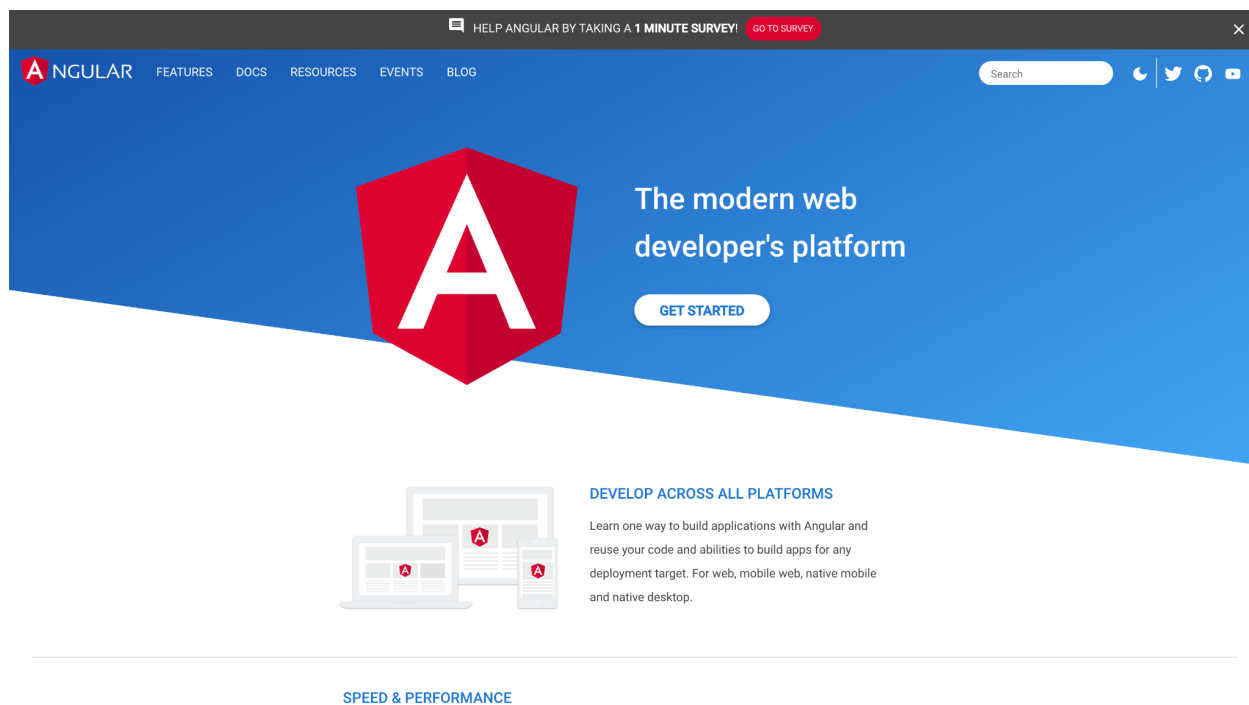 HELP ANGULAR BY TAKING A 1 MINUTE SURVEY! GO TO SURVEY
ANGULAR FEATURES DOCS RESOURCES EVENTS BLOG Search
A
The modern web
developer's platform
GET STARTED
DEVELOP ACROSS ALL PLATFORMS
Learn one way to build applications with Angular and
reuse your code and abilities to build apps for any
deployment target. For web, mobile web, native mobile
and native desktop.
A
A
A
SPEED & PERFORMANCE